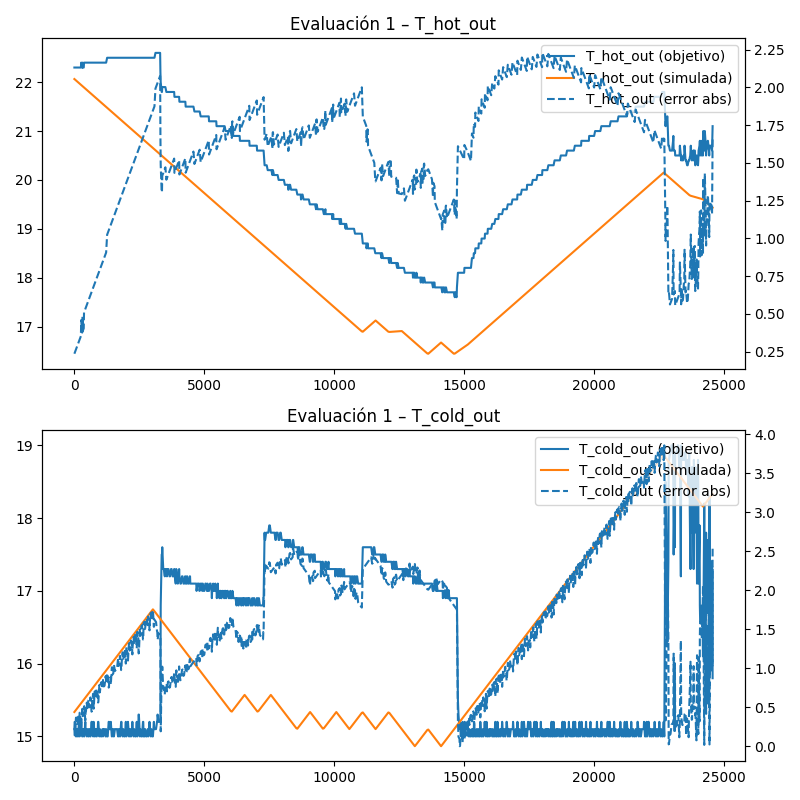 Evaluación 1 – T_hot_out
T_hot_out (objetivo)
T_hot_out (simulada)
T_hot_out (error abs)
22
21
20
19
18
17
2.25
2.00
1.75
1.50
1.25
1.00
0.75
0.50
0.25
0 5000 10000 15000 20000 25000
Evaluación 1 – T_cold_out
T_cold_out (objetivo)
T_cold_out (simulada)
T_cold_out (error abs)
19
18
17
16
15
4.0
3.5
3.0
2.5
2.0
1.5
1.0
0.5
0.0
0 5000 10000 15000 20000 25000